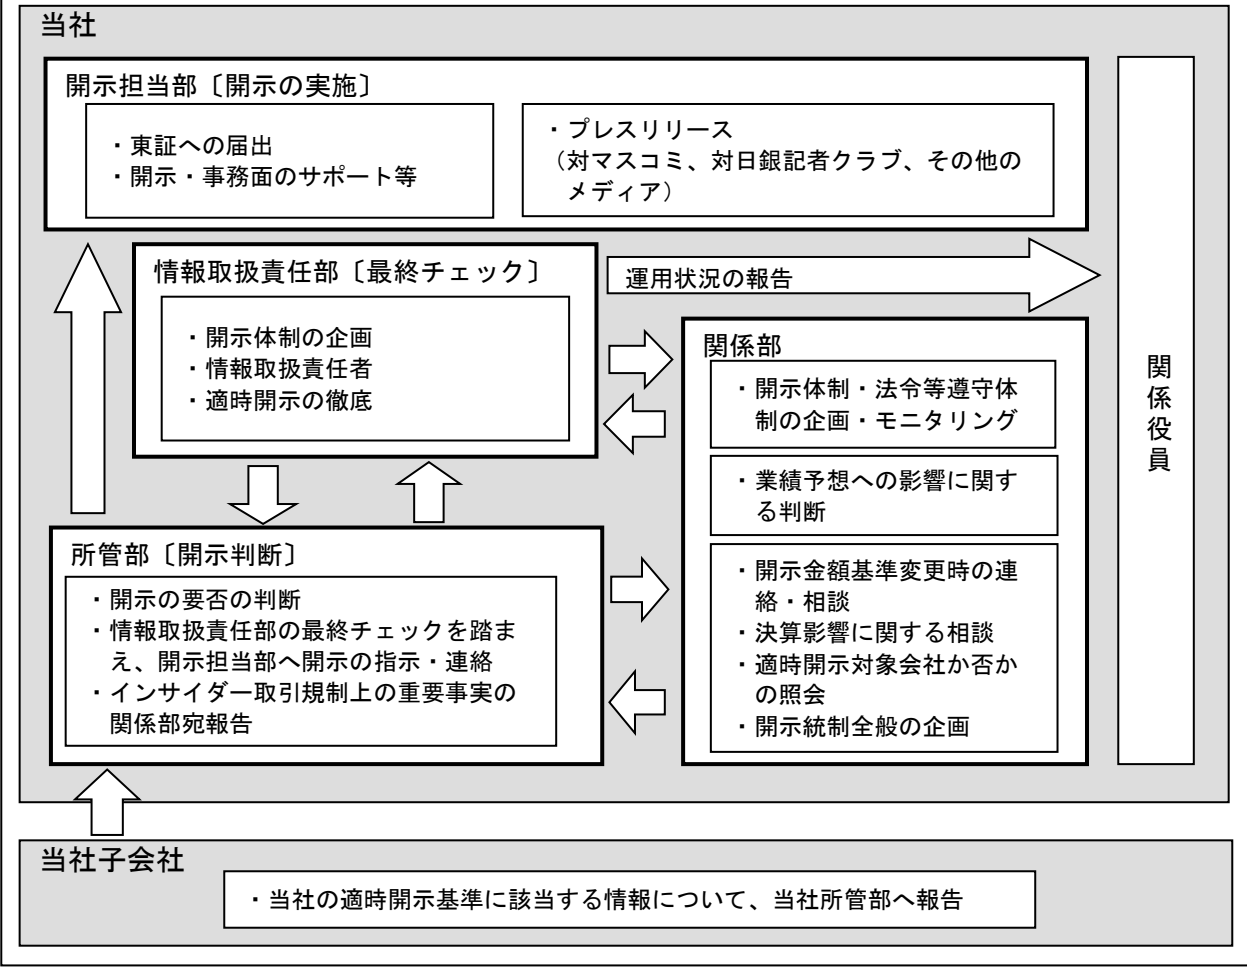 当社
開示担当部〔開示の実施〕
・東証への届出
・開示・事務面のサポート等
・プレスリリース
（対マスコミ、対日銀記者クラブ、その他の
メディア）
情報取扱責任部〔最終チェック〕
・開示体制の企画
・情報取扱責任者
・適時開示の徹底
運用状況の報告
関係部
・開示体制・法令等遵守体
制の企画・モニタリング
・業績予想への影響に関す
る判断
・開示金額基準変更時の連
絡・相談
・決算影響に関する相談
・適時開示対象会社か否か
の照会
・開示統制全般の企画
関係役員
所管部〔開示判断〕
・開示の要否の判断
・情報取扱責任部の最終チェックを踏ま
え、開示担当部へ開示の指示・連絡
・インサイダー取引規制上の重要事実の
関係部宛報告
当社子会社
・当社の適時開示基準に該当する情報について、当社所管部へ報告